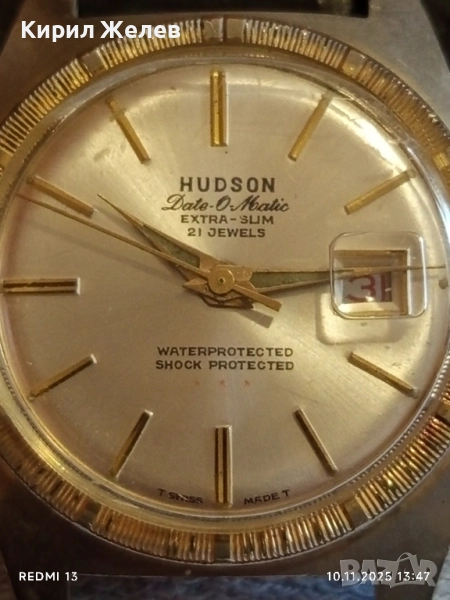 Кирил Желев
HUDSON
Date-O-Matic
EXTRA-SLIM
21 JEWELS
31
WATERPROTECTED
SHOCK PROTECTED
T SWISS MADE T
REDMI 13
10.11.2025 13:47
BAZAR